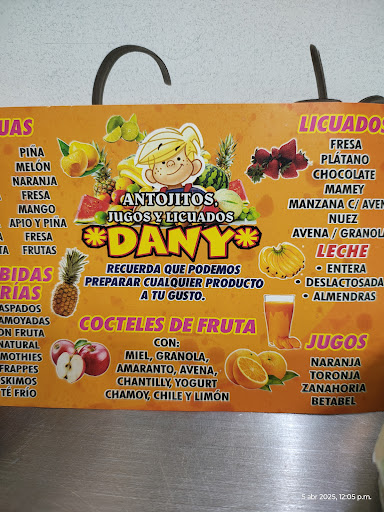 PIÑA
MELÓN
NARANJA
FRESA
MANGO
APIO Y PIÑA
FRESA
FRUTAS
ANTOJITOS,
JUGOS Y LICUADOS
*DANY*
RECUERDA QUE PODEMOS
PREPARAR CUALQUIER PRODUCTO
A TU GUSTO.
COCTELES DE FRUTA
CON:
MIEL, GRANOLA,
AMARANTO, AVENA,
CHANTILLY, YOGURT
CHAMOY, CHILE Y LIMÓN
LICUADOS
FRESA
PLÁTANO
CHOCOLATE
MAMEY
MANZANA C/ AVEN
NUEZ
AVENA / GRANOLA
LECHE
• ENTERA
• DESLACTOSADA
• ALMENDRAS
JUGOS
NARANJA
TORONJA
ZANAHORIA
BETABEL
UAS
BIDAS
RÍAS
ASPADOS
AMOYADAS
ON FRUTA
NATURAL
MOTHIES
FRAPPES
SKIMOS
TÉ FRÍO
5 abr 2025, 12:05 p.m.